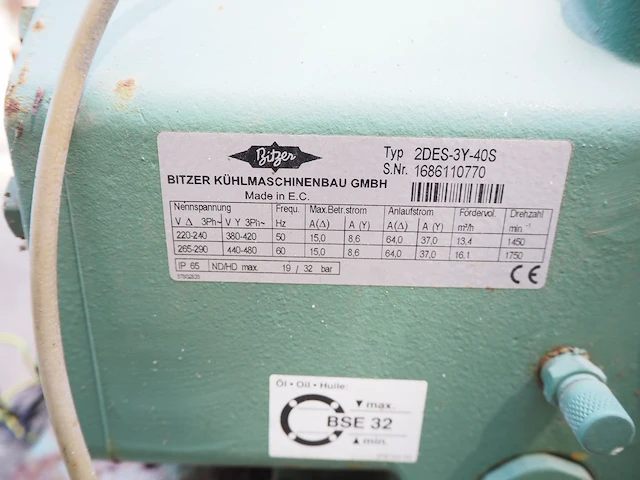 Bitzer
Typ 2DES-3Y-40S
S.Nr. 1686110770
BITZER KÜHLMASCHINENBAU GMBH
Made in E.C.
Nennspannung Frequ. Max.Betr.strom Anlaufstrom Fördervol. Drehzahl
V Δ 3Ph~ V Y 3Ph~ Hz A(Δ) A (Y) A(Δ) A (Y) m³/h min ⁻¹
220-240 380-420 50 15,0 8,6 64,0 37,0 13,4 1450
265-290 440-480 60 15,0 8,6 64,0 37,0 16,1 1750
IP 65 ND/HD max. 19 / 32 bar
CE
Öl • Oil • Huile:
▼ max.
BSE 32
▲ min.